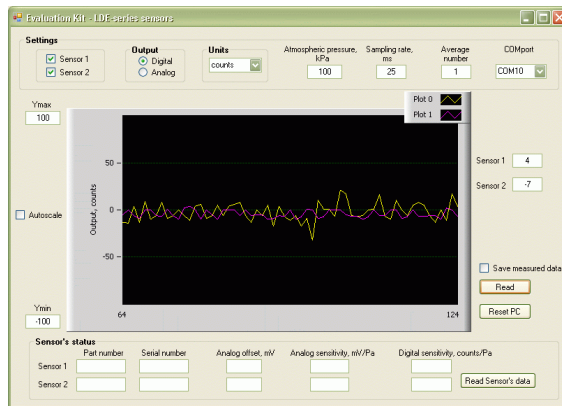 Evaluation Kit - LDE-series sensors
Settings
Sensor 1
Sensor 2
Output
Digital
Analog
Units
counts
Atmospheric pressure, kPa
100
Sampling rate, ms
25
Average number
1
COMport
COM10
Plot 0
Plot 1
Ymax
100
Autoscale
Ymin
-100
Output, counts
50
0
-50
64
124
Sensor 1
4
Sensor 2
-7
Save measured data
Read
Reset PC
Sensor's status
Part number
Serial number
Analog offset, mV
Analog sensitivity, mV/Pa
Digital sensitivity, counts/Pa
Sensor 1
Sensor 2
Read Sensor's data